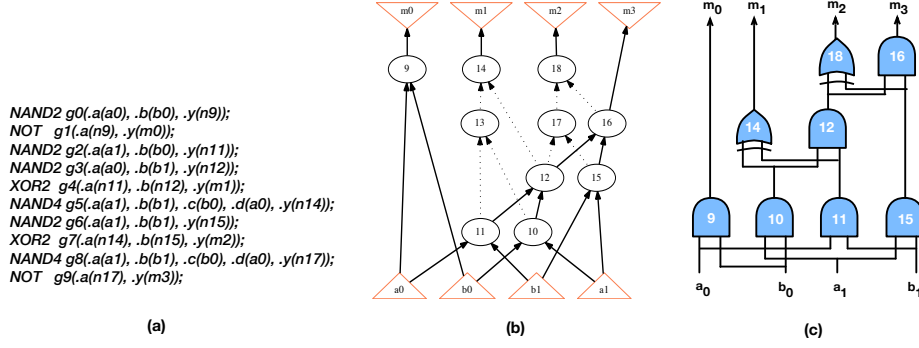 NAND2 g0(.a(a0), .b(b0), .y(n9));
NOT g1(.a(n9), .y(m0));
NAND2 g2(.a(a1), .b(b0), .y(n11));
NAND2 g3(.a(a0), .b(b1), .y(n12));
XOR2 g4(.a(n11), .b(n12), .y(m1));
NAND4 g5(.a(a1), .b(b1), .c(b0), .d(a0), .y(n14));
NAND2 g6(.a(a1), .b(b1), .y(n15));
XOR2 g7(.a(n14), .b(n15), .y(m2));
NAND4 g8(.a(a1), .b(b1), .c(b0), .d(a0), .y(n17));
NOT g9(.a(n17), .y(m3));
(a)
m0 m1 m2 m3
9 14 18
13 17 16
12 15
11 10
a0 b0 b1 a1
(b)
m0 m1 m2 m3
18 16
14 12
9 10 11 15
a0 b0 a1 b1
(c)